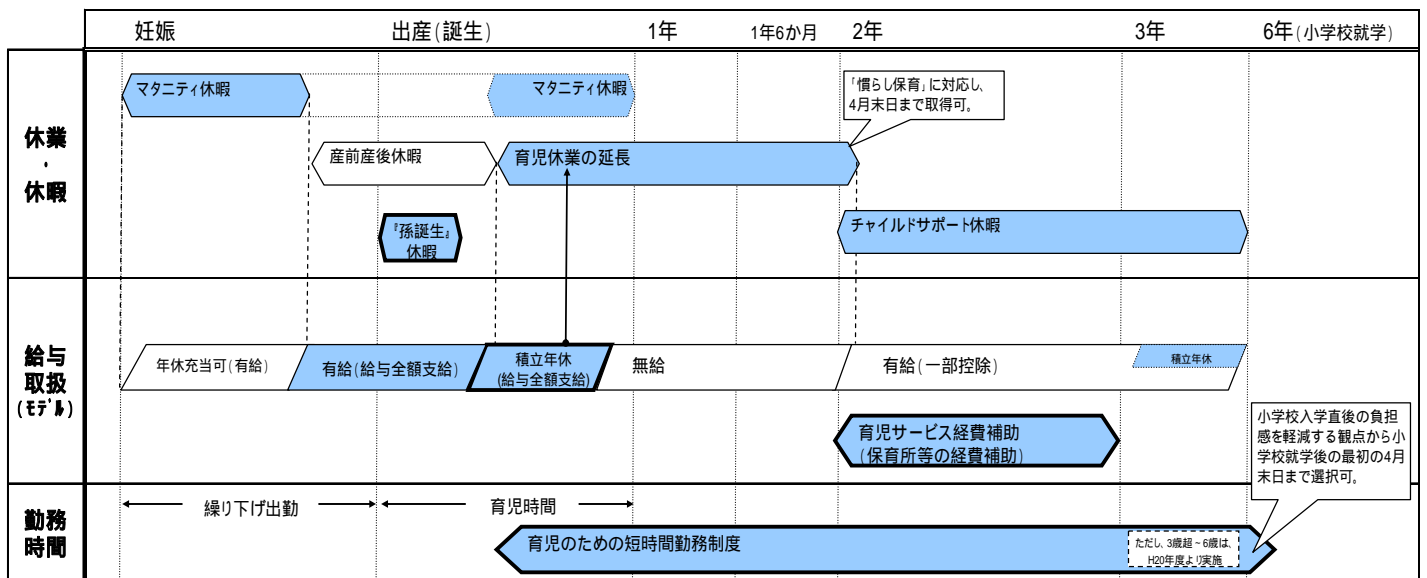 妊娠 出産(誕生) 1年 1年6か月 2年 3年 6年(小学校就学)
休業
・
休暇
マタニティ休暇
マタニティ休暇
「慣らし保育」に対応し、
4月末日まで取得可。
産前産後休暇
育児休業の延長
『孫誕生』
休暇
チャイルドサポート休暇
給与
取扱
(モデル)
年休充当可(有給)
有給(給与全額支給)
積立年休
(給与全額支給)
無給
有給(一部控除)
積立年休
育児サービス経費補助
(保育所等の経費補助)
小学校入学直後の負担
感を軽減する観点から小
学校就学後の最初の4月
末日まで選択可。
勤務
時間
繰り下げ出勤
育児時間
育児のための短時間勤務制度
ただし、3歳超~6歳は、
H20年度より実施